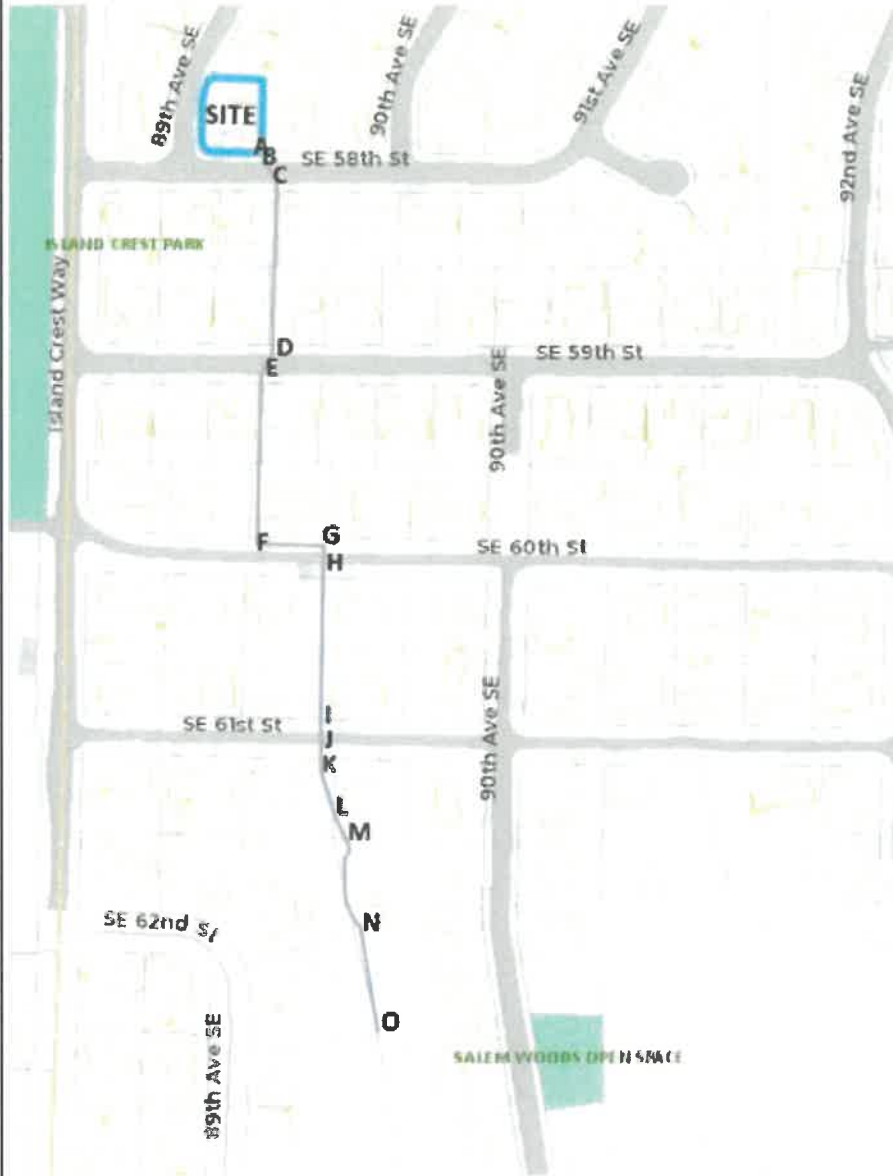 89th Ave SE
90th Ave SE
91st Ave SE
92nd Ave SE
SITE
A
B
C
SE 58th St
ISLAND CREST PARK
Island Crest Way
D
E
SE 59th St
90th Ave SE
F
G
H
SE 60th St
I
SE 61st St
J
K
90th Ave SE
L
M
N
SE 62nd St
O
89th Ave SE
SALEM WOODS OPEN SPACE